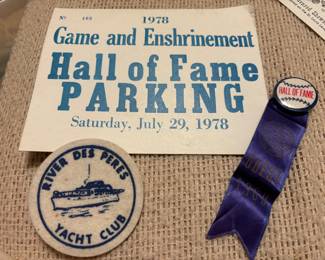 Nº 162
1978
Game and Enshrinement
Hall of Fame
PARKING
Saturday, July 29, 1978
HALL OF FAME
RIVER DES PERES
YACHT CLUB